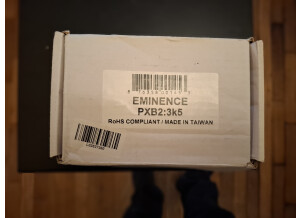 EMINENCE
PXB2:3k5
RoHS COMPLIANT / MADE IN TAIWAN